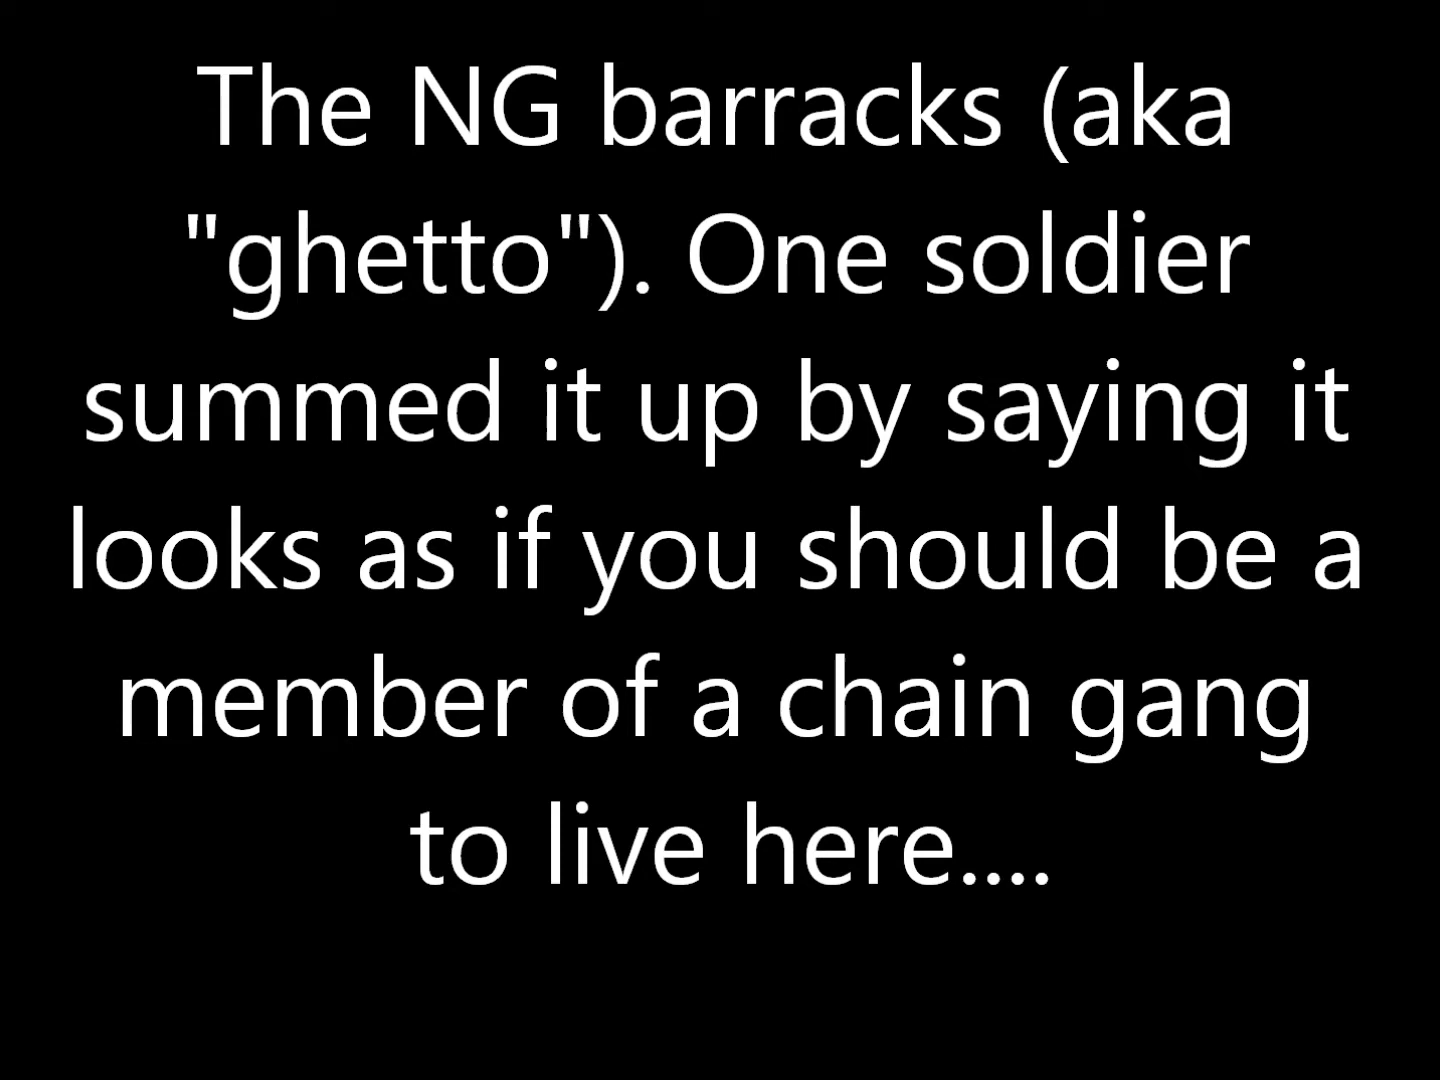 The NG barracks (aka
"ghetto"). One soldier
summed it up by saying it
looks as if you should be a
member of a chain gang
to live here....